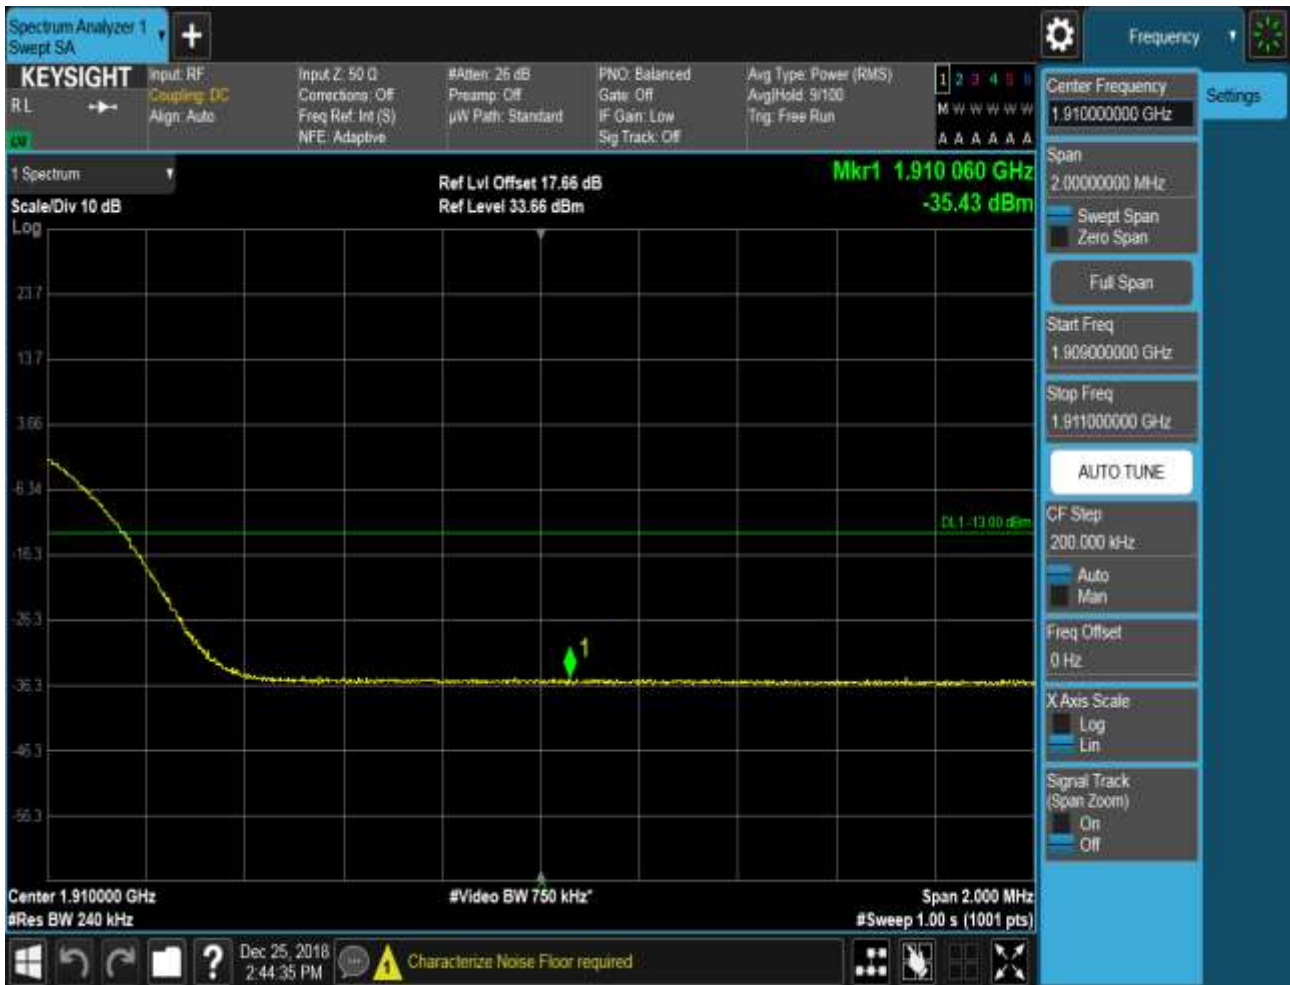 Spectrum Analyzer 1
Swept SA
+
Frequency
KEYSIGHT
RL
Input: RF
Coupling: DC
Align: Auto
Input Z: 50 Ω
Corrections: Off
Freq Ref: Int (S)
NFE: Adaptive
#Atten: 26 dB
Preamp: Off
µW Path: Standard
PNO: Balanced
Gate: Off
IF Gain: Low
Sig Track: Off
Avg Type: Power (RMS)
Avg|Hold: 9/100
Trig: Free Run
1 2 3 4 5 6
M W W W W W
A A A A A A
1 Spectrum
Scale/Div 10 dB
Log
Ref Lvl Offset 17.66 dB
Ref Level 33.66 dBm
Mkr1 1.910 060 GHz
-35.43 dBm
23.7
13.7
3.66
-6.34
-16.3
-26.3
-36.3
-46.3
-56.3
DL1 -13.00 dBm
1
Center 1.910000 GHz
#Res BW 240 kHz
#Video BW 750 kHz*
Span 2.000 MHz
#Sweep 1.00 s (1001 pts)
Center Frequency
1.910000000 GHz
Settings
Span
2.00000000 MHz
Swept Span
Zero Span
Full Span
Start Freq
1.909000000 GHz
Stop Freq
1.911000000 GHz
AUTO TUNE
CF Step
200.000 kHz
Auto
Man
Freq Offset
0 Hz
X Axis Scale
Log
Lin
Signal Track
(Span Zoom)
On
Off
?
Dec 25, 2018
2:44:35 PM
1
Characterize Noise Floor required